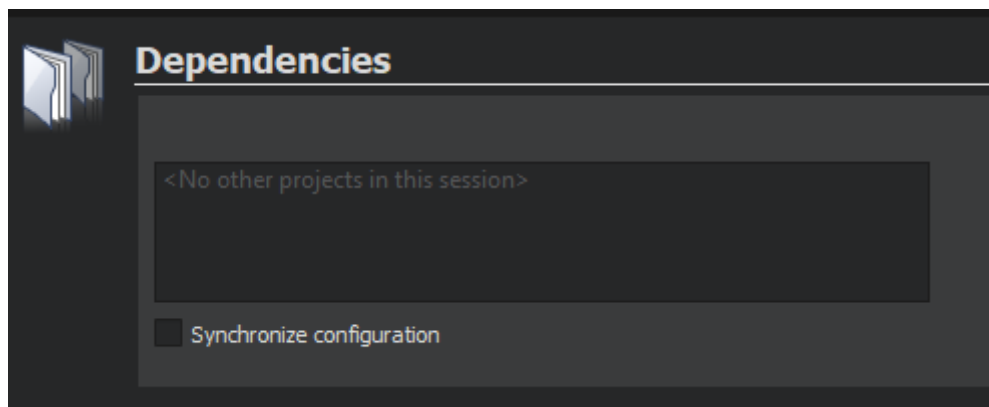 Dependencies
<No other projects in this session>
Synchronize configuration